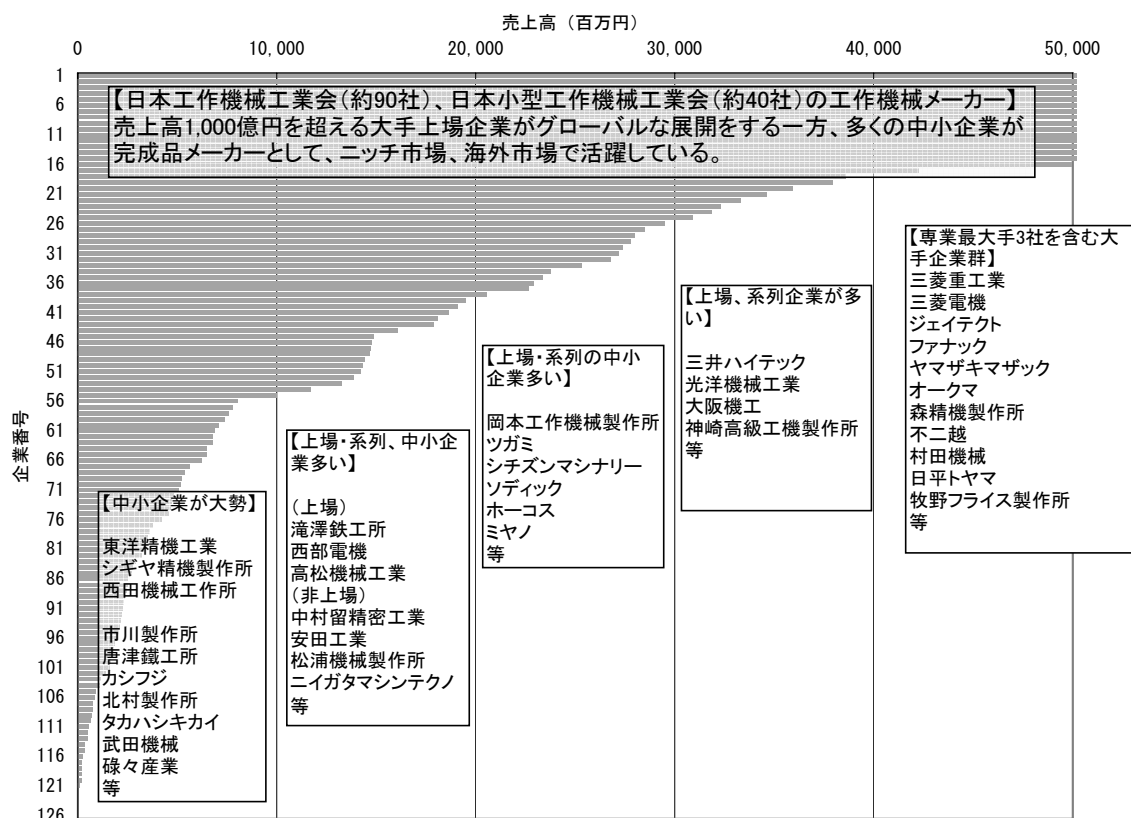 売上高（百万円）
0 10,000 20,000 30,000 40,000 50,000
1
6
11
16
21
26
31
36
41
46
51
56
61
66
71
76
81
86
91
96
101
106
111
116
121
126
企業番号
【日本工作機械工業会（約90社）、日本小型工作機械工業会（約40社）の工作機械メーカー】
売上高1,000億円を超える大手上場企業がグローバルな展開をする一方、多くの中小企業が
完成品メーカーとして、ニッチ市場、海外市場で活躍している。
【中小企業が大勢】
東洋精機工業
シギヤ精機製作所
西田機械工作所
市川製作所
唐津鐵工所
カシフジ
北村製作所
タカハシキカイ
武田機械
碌々産業
等
【上場・系列、中小企
業多い】
（上場）
滝澤鉄工所
西部電機
高松機械工業
（非上場）
中村留精密工業
安田工業
松浦機械製作所
ニイガタマシンテクノ
等
【上場・系列の中小
企業多い】
岡本工作機械製作所
ツガミ
シチズンマシナリー
ソディック
ホーコス
ミヤノ
等
【上場、系列企業が多
い】
三井ハイテック
光洋機械工業
大阪機工
神崎高級工機製作所
等
【専業最大手3社を含む大
手企業群】
三菱重工業
三菱電機
ジェイテクト
ファナック
ヤマザキマザック
オークマ
森精機製作所
不二越
村田機械
日平トヤマ
牧野フライス製作所
等